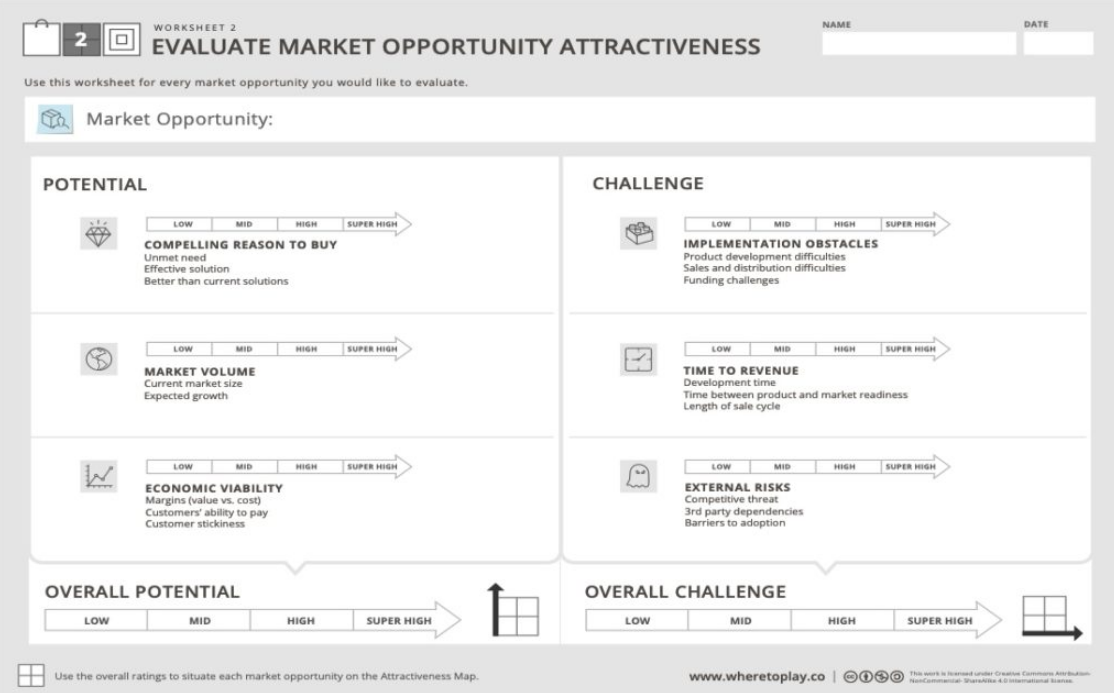 WORKSHEET 2
2
EVALUATE MARKET OPPORTUNITY ATTRACTIVENESS
NAME
DATE
Use this worksheet for every market opportunity you would like to evaluate.
Market Opportunity:
POTENTIAL
LOW MID HIGH SUPER HIGH
COMPELLING REASON TO BUY
Unmet need
Effective solution
Better than current solutions
LOW MID HIGH SUPER HIGH
MARKET VOLUME
Current market size
Expected growth
LOW MID HIGH SUPER HIGH
ECONOMIC VIABILITY
Margins (value vs. cost)
Customers' ability to pay
Customer stickiness
OVERALL POTENTIAL
LOW MID HIGH SUPER HIGH
CHALLENGE
LOW MID HIGH SUPER HIGH
IMPLEMENTATION OBSTACLES
Product development difficulties
Sales and distribution difficulties
Funding challenges
LOW MID HIGH SUPER HIGH
TIME TO REVENUE
Development time
Time between product and market readiness
Length of sale cycle
LOW MID HIGH SUPER HIGH
EXTERNAL RISKS
Competitive threat
3rd party dependencies
Barriers to adoption
OVERALL CHALLENGE
LOW MID HIGH SUPER HIGH
Use the overall ratings to situate each market opportunity on the Attractiveness Map.
www.wheretoplay.co
This work is licensed under Creative Commons Attribution-
NonCommercial- ShareAlike 4.0 International license.